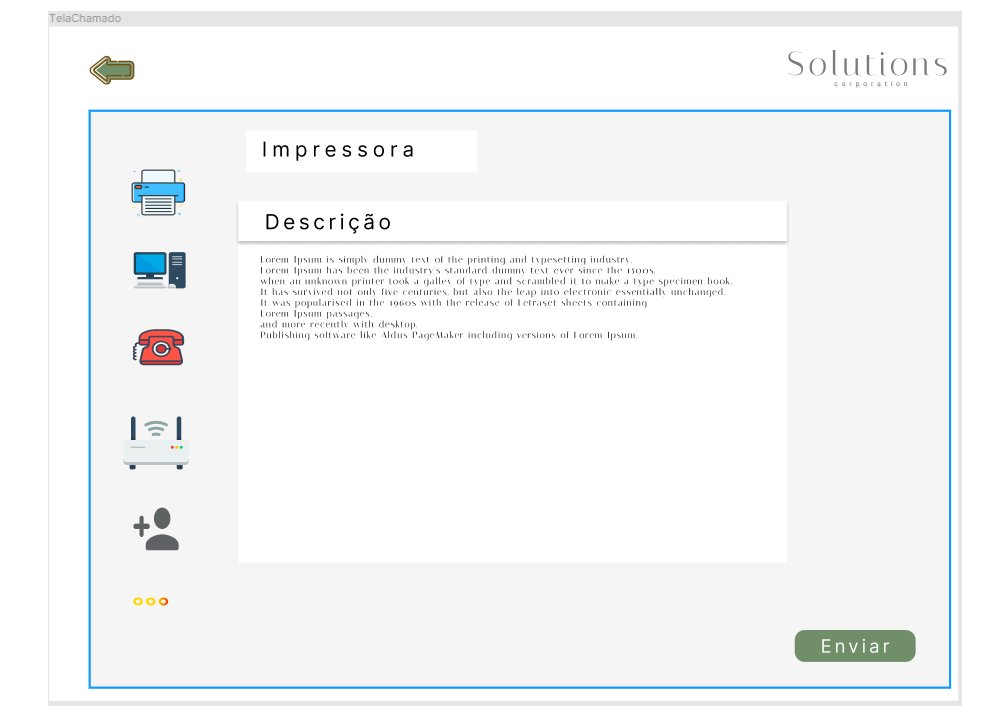 TelaChamado
Solutions
corporation
Impressora
Descrição
Lorem Ipsum is simply dummy text of the printing and typesetting industry.
Lorem Ipsum has been the industry's standard dummy text ever since the 1500s,
when an unknown printer took a galley of type and scrambled it to make a type specimen book.
It has survived not only five centuries, but also the leap into electronic essentially unchanged.
It was popularised in the 1960s with the release of Letraset sheets containing
Lorem Ipsum passages,
and more recently with desktop,
Publishing software like Aldus PageMaker including versions of Lorem Ipsum.
Enviar